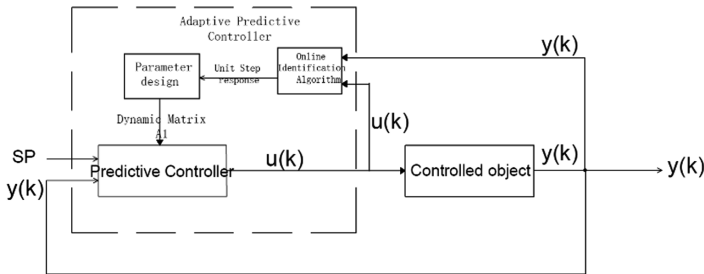 Adaptive Predictive
Controller
y(k)
Parameter
design
Unit Step
response
Online
Identification
Algorithm
Dynamic Matrix
A1
u(k)
SP
y(k)
Predictive Controller
u(k)
Controlled object
y(k)
y(k)